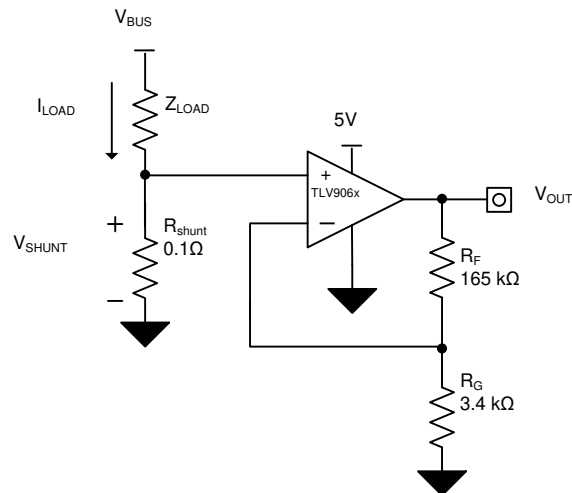 VBUS
ILOAD
ZLOAD
5V
+
TLV906x
−
VOUT
+
VSHUNT
−
Rshunt
0.1Ω
RF
165 kΩ
RG
3.4 kΩ